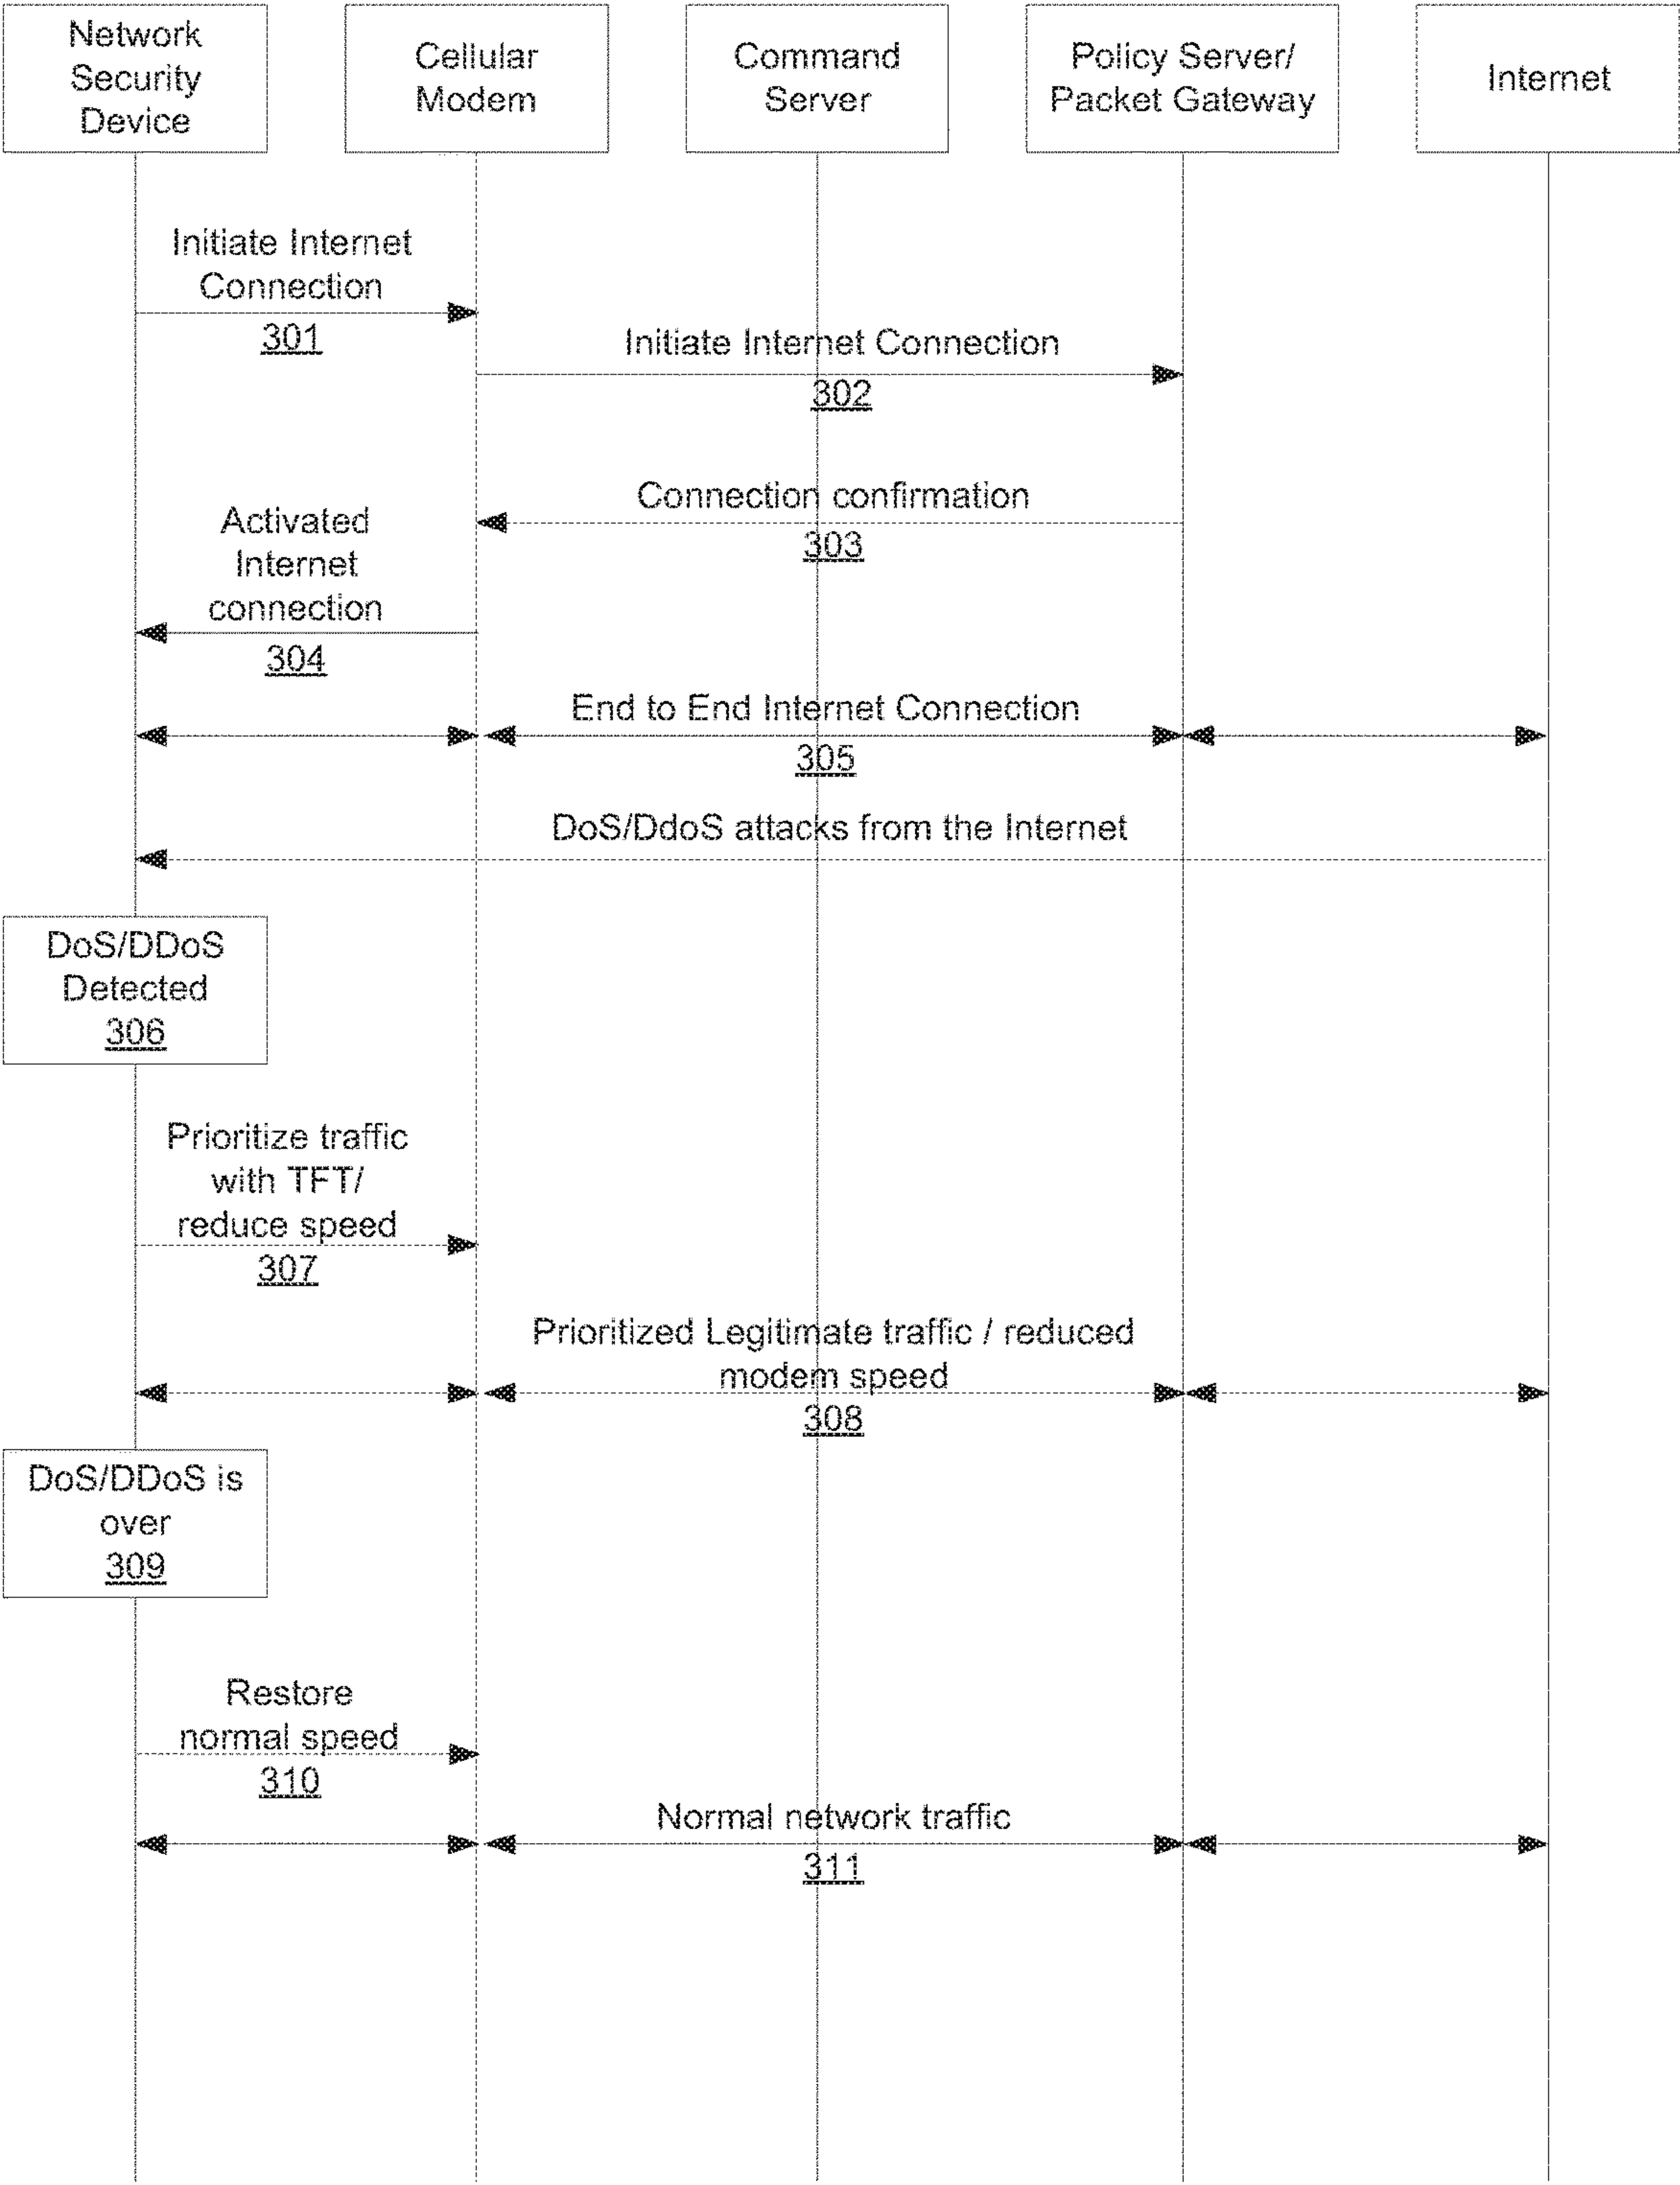 Network
Security
Device
Cellular
Modem
Command
Server
Policy Server/
Packet Gateway
Internet
Initiate Internet
Connection
301
Initiate Internet Connection
302
Connection confirmation
303
Activated
Internet
connection
304
End to End Internet Connection
305
DoS/DdoS attacks from the Internet
DoS/DDoS
Detected
306
Prioritize traffic
with TFT/
reduce speed
307
Prioritized Legitimate traffic / reduced
modem speed
308
DoS/DDoS is
over
309
Restore
normal speed
310
Normal network traffic
311